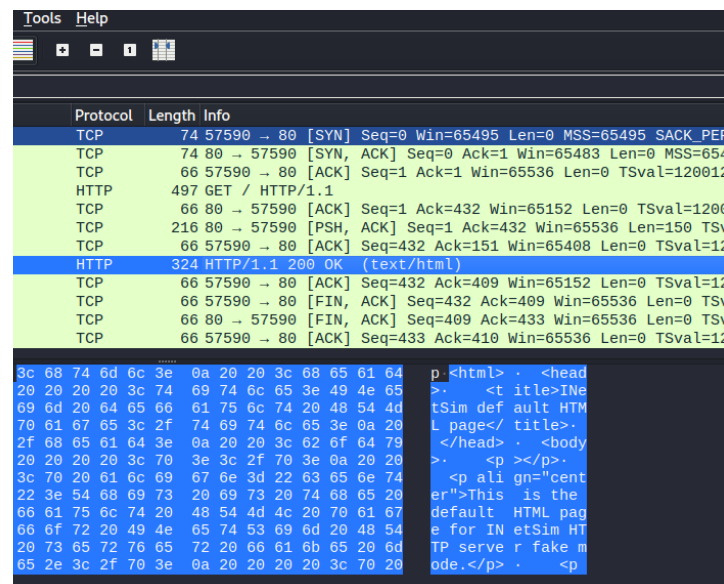 Tools Help
Protocol Length Info
TCP 74 57590 → 80 [SYN] Seq=0 Win=65495 Len=0 MSS=65495 SACK_PER
TCP 74 80 → 57590 [SYN, ACK] Seq=0 Ack=1 Win=65483 Len=0 MSS=654
TCP 66 57590 → 80 [ACK] Seq=1 Ack=1 Win=65536 Len=0 TSval=120012
HTTP 497 GET / HTTP/1.1
TCP 66 80 → 57590 [ACK] Seq=1 Ack=432 Win=65152 Len=0 TSval=1200
TCP 216 80 → 57590 [PSH, ACK] Seq=1 Ack=432 Win=65536 Len=150 TSv
TCP 66 57590 → 80 [ACK] Seq=432 Ack=151 Win=65408 Len=0 TSval=12
HTTP 324 HTTP/1.1 200 OK (text/html)
TCP 66 57590 → 80 [ACK] Seq=432 Ack=409 Win=65152 Len=0 TSval=12
TCP 66 57590 → 80 [FIN, ACK] Seq=432 Ack=409 Win=65536 Len=0 TSv
TCP 66 80 → 57590 [FIN, ACK] Seq=409 Ack=433 Win=65536 Len=0 TSv
TCP 66 57590 → 80 [ACK] Seq=433 Ack=410 Win=65536 Len=0 TSval=12
3c 68 74 6d 6c 3e 0a 20 20 3c 68 65 61 64 p·<html>· <head
20 20 20 20 3c 74 69 74 6c 65 3e 49 4e 65 >· <t itle>INe
69 6d 20 64 65 66 61 75 6c 74 20 48 54 4d tSim def ault HTM
70 61 67 65 3c 2f 74 69 74 6c 65 3e 0a 20 L page</ title>·
2f 68 65 61 64 3e 0a 20 20 3c 62 6f 64 79 </head>· <body
20 20 20 20 3c 70 3e 3c 2f 70 3e 0a 20 20 >· <p ></p>·
3c 70 20 61 6c 69 67 6e 3d 22 63 65 6e 74 <p ali gn="cent
22 3e 54 68 69 73 20 69 73 20 74 68 65 20 er">This is the
66 61 75 6c 74 20 48 54 4d 4c 20 70 61 67 default HTML pag
66 6f 72 20 49 4e 65 74 53 69 6d 20 48 54 e for IN etSim HT
20 73 65 72 76 65 72 20 66 61 6b 65 20 6d TP serve r fake m
65 2e 3c 2f 70 3e 0a 20 20 20 20 3c 70 20 ode.</p>· <p